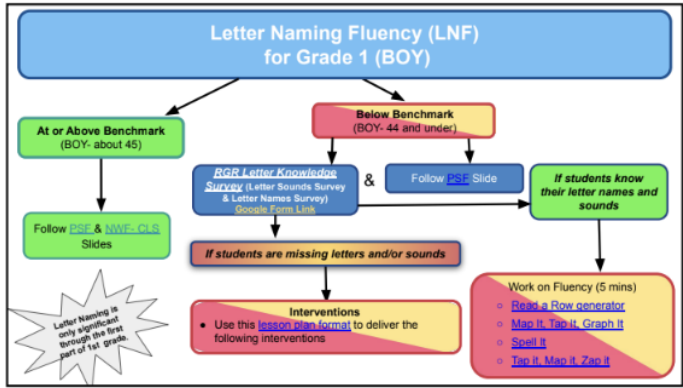 Letter Naming Fluency (LNF)
for Grade 1 (BOY)
At or Above Benchmark
(BOY- about 45)
Below Benchmark
(BOY- 44 and under)
RGR Letter Knowledge
Survey (Letter Sounds Survey
& Letter Names Survey)
Google Form Link
&
Follow PSF Slide
If students know
their letter names and
sounds
Follow PSF & NWF- CLS
Slides
If students are missing letters and/or sounds
Letter Naming is
only significant
through the first
part of 1st grade.
Interventions
● Use this lesson plan format to deliver the
following interventions
Work on Fluency (5 mins)
○ Read a Row generator
○ Map It, Tap It, Graph It
○ Spell It
○ Tap it, Map it, Zap it